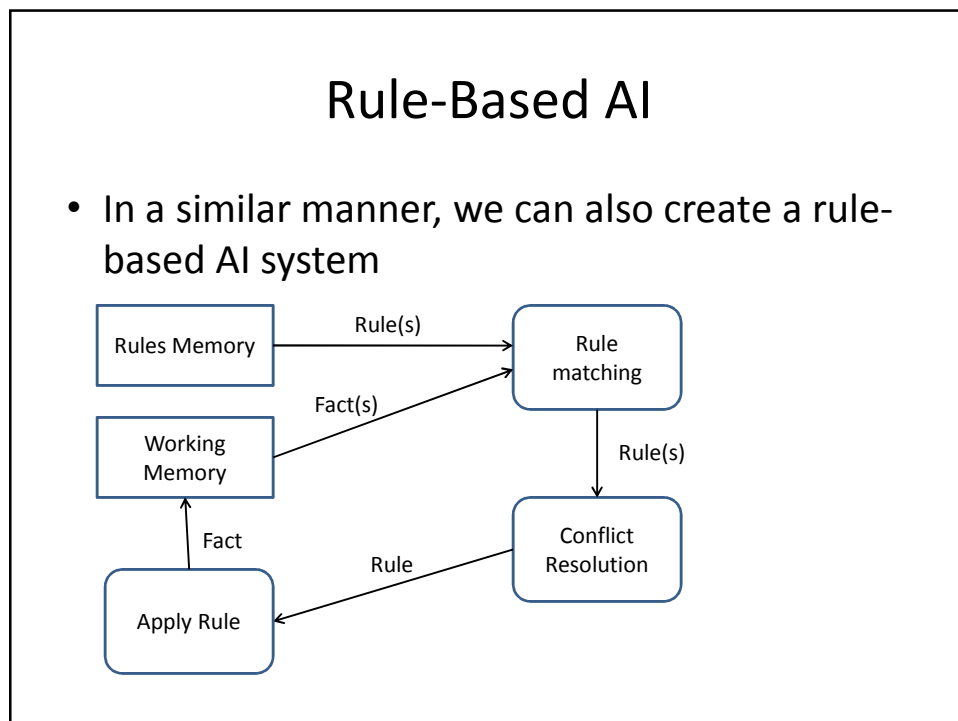 Rule-Based AI
• In a similar manner, we can also create a rule-
based AI system
Rules Memory
Rule(s)
Rule
matching
Fact(s)
Working
Memory
Rule(s)
Fact
Rule
Conflict
Resolution
Apply Rule